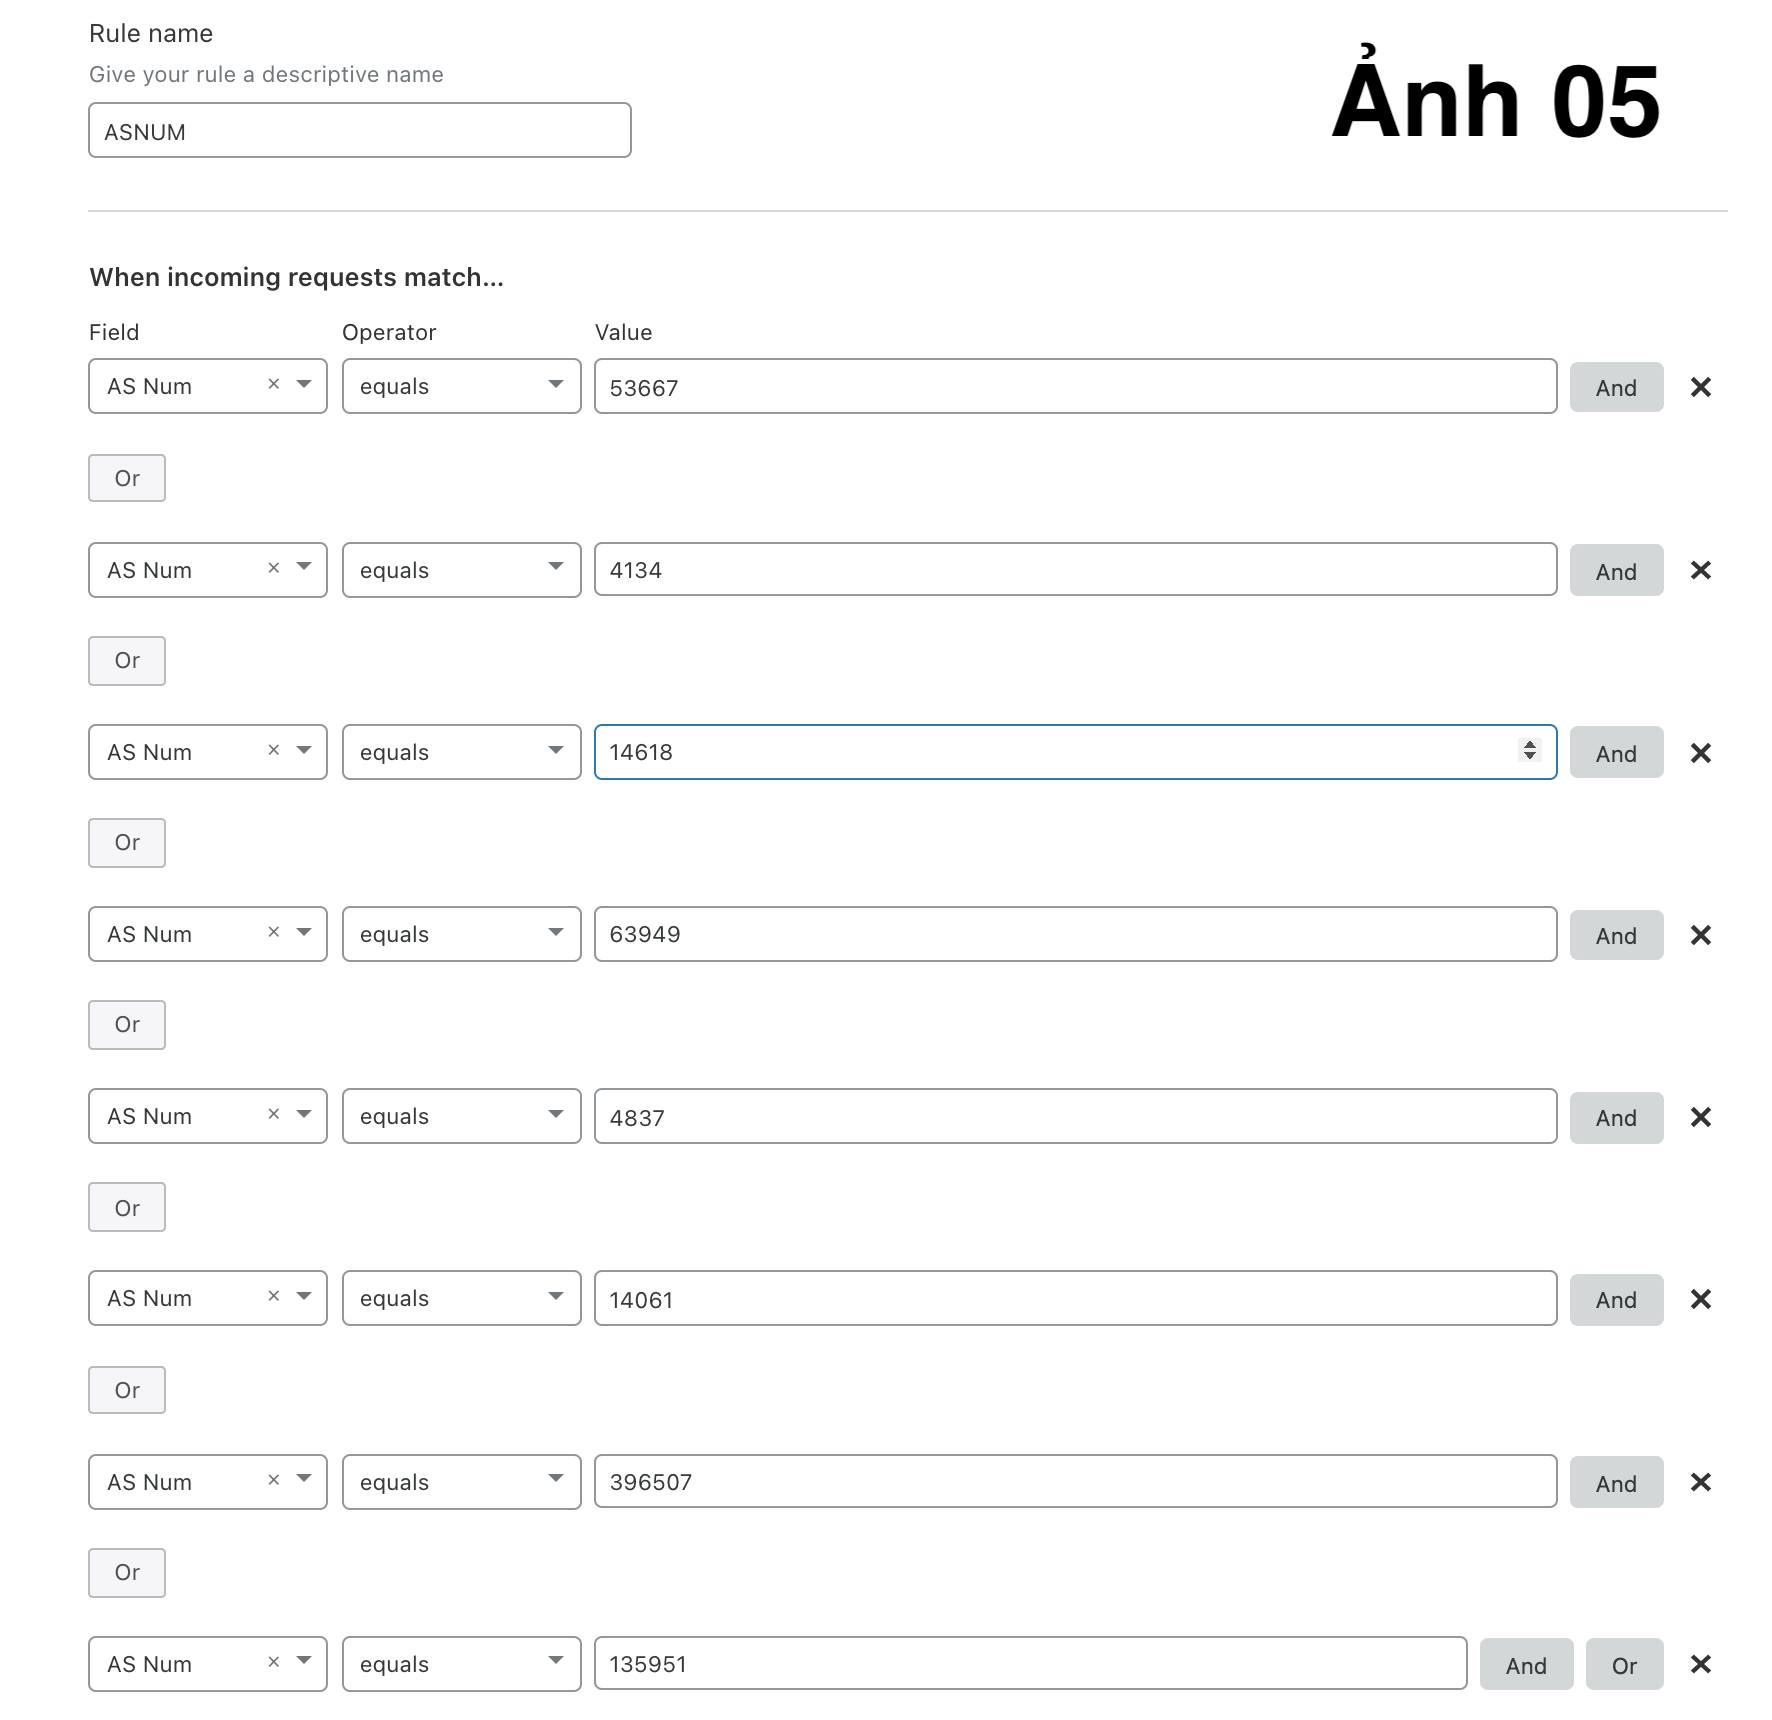 Rule name
Give your rule a descriptive name
Ảnh 05
ASNUM
When incoming requests match...
Field Operator Value
AS Num × equals 53667 And ×
Or
AS Num × equals 4134 And ×
Or
AS Num × equals 14618 And ×
Or
AS Num × equals 63949 And ×
Or
AS Num × equals 4837 And ×
Or
AS Num × equals 14061 And ×
Or
AS Num × equals 396507 And ×
Or
AS Num × equals 135951 And Or ×